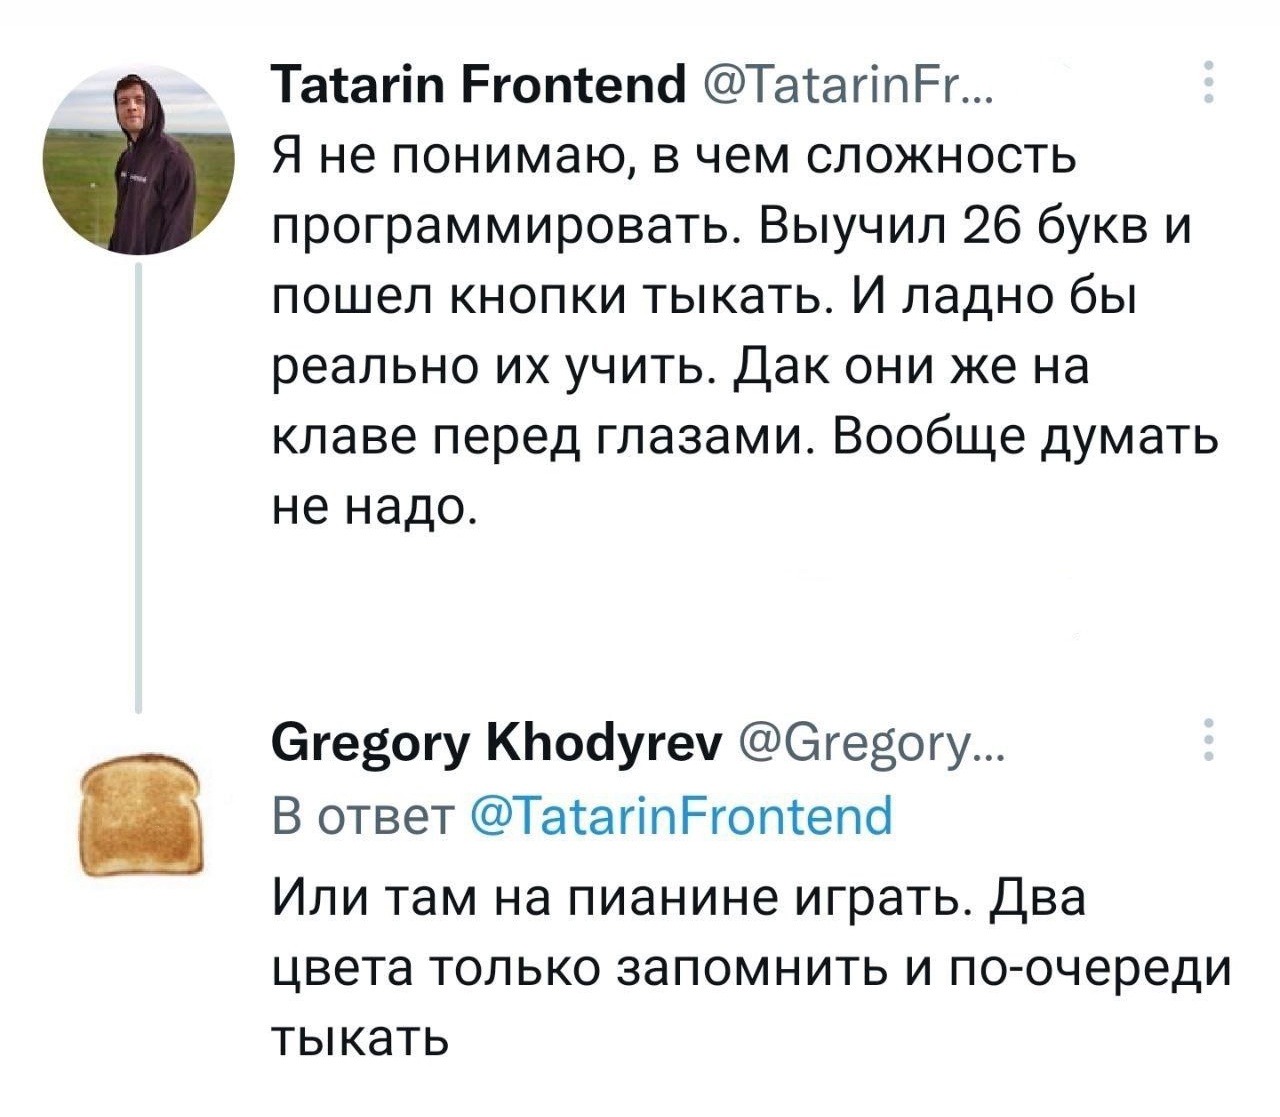 Tatarin Frontend @TatarinFr...
Я не понимаю, в чем сложность
программировать. Выучил 26 букв и
пошел кнопки тыкать. И ладно бы
реально их учить. Дак они же на
клаве перед глазами. Вообще думать
не надо.
Gregory Khodyrev @Gregory...
В ответ @TatarinFrontend
Или там на пианине играть. Два
цвета только запомнить и по-очереди
тыкать